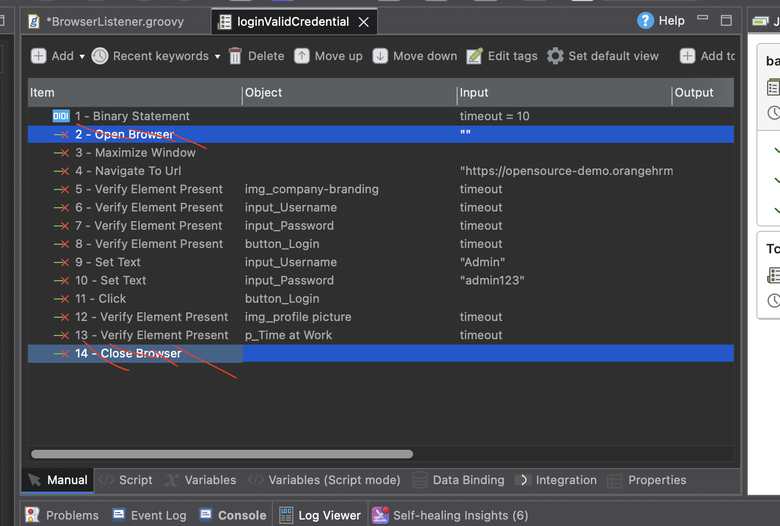 *BrowserListener.groovy loginValidCredential Help
Add Recent keywords Delete Move up Move down Edit tags Set default view Add to
Item Object Input Output
1 - Binary Statement timeout = 10
2 - Open Browser ""
3 - Maximize Window
4 - Navigate To Url "https://opensource-demo.orangehrm
5 - Verify Element Present img_company-branding timeout
6 - Verify Element Present input_Username timeout
7 - Verify Element Present input_Password timeout
8 - Verify Element Present button_Login timeout
9 - Set Text input_Username "Admin"
10 - Set Text input_Password "admin123"
11 - Click button_Login
12 - Verify Element Present img_profile picture timeout
13 - Verify Element Present p_Time at Work timeout
14 - Close Browser
Manual Script Variables Variables (Script mode) Data Binding Integration Properties
Problems Event Log Console Log Viewer Self-healing Insights (6)